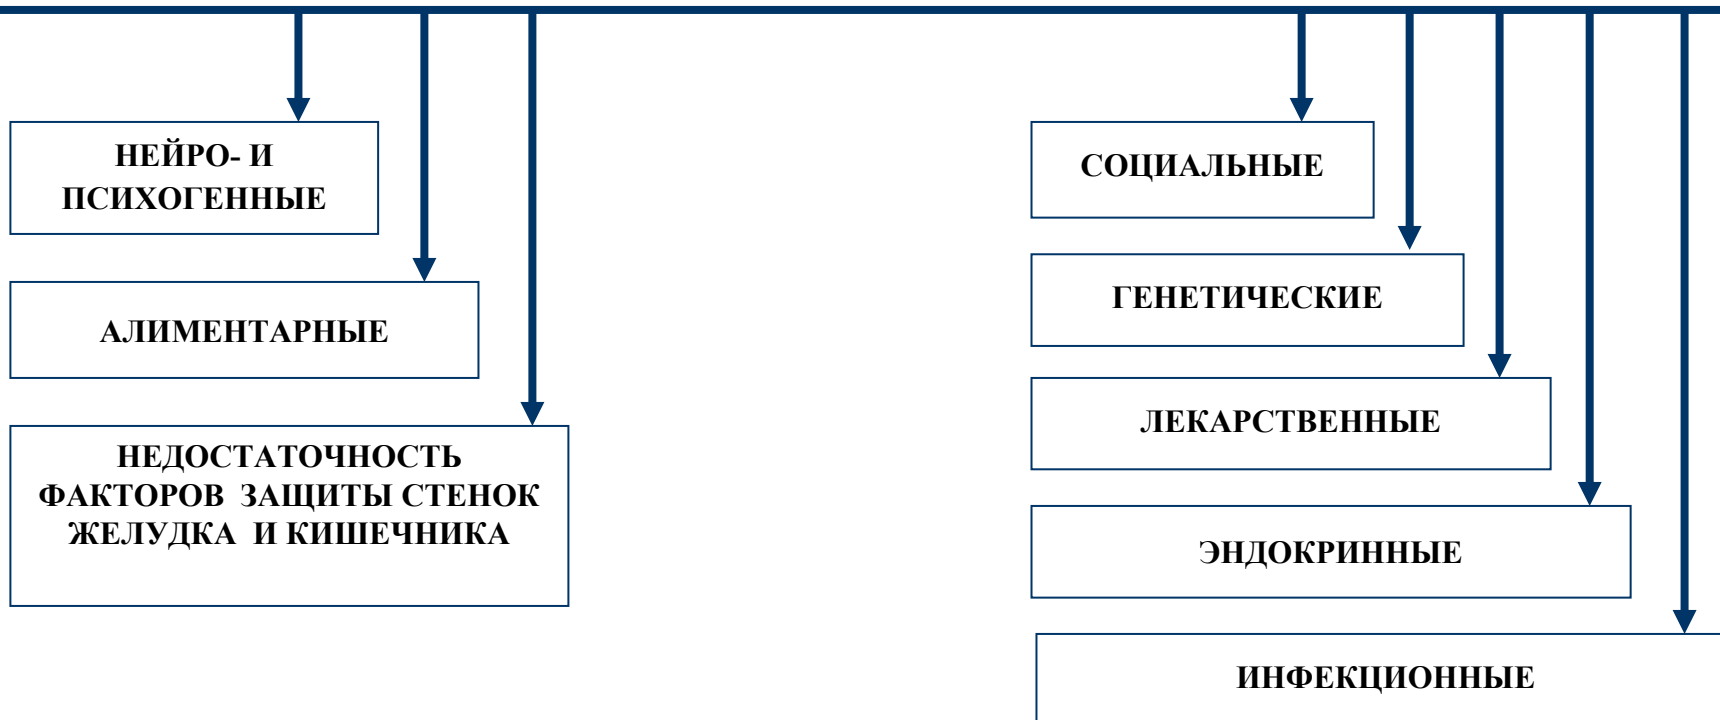 НЕЙРО- И
ПСИХОГЕННЫЕ
АЛИМЕНТАРНЫЕ
НЕДОСТАТОЧНОСТЬ
ФАКТОРОВ ЗАЩИТЫ СТЕНОК
ЖЕЛУДКА И КИШЕЧНИКА
СОЦИАЛЬНЫЕ
ГЕНЕТИЧЕСКИЕ
ЛЕКАРСТВЕННЫЕ
ЭНДОКРИННЫЕ
ИНФЕКЦИОННЫЕ